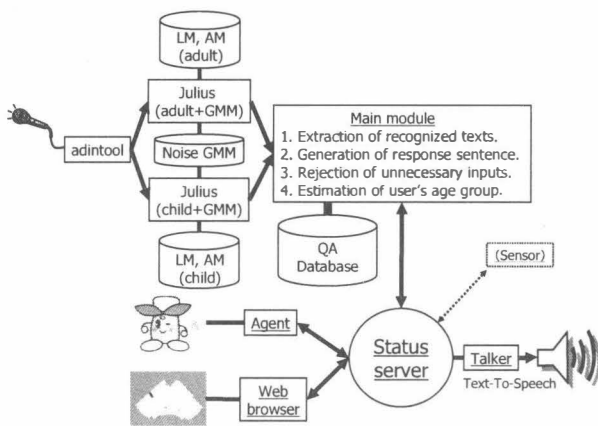 LM, AM
(adult)
Julius
(adult+GMM)
adintool
Noise GMM
Julius
(child+GMM)
LM, AM
(child)
Main module
1. Extraction of recognized texts.
2. Generation of response sentence.
3. Rejection of unnecessary inputs.
4. Estimation of user's age group.
QA
Database
(Sensor)
Agent
Status
server
Talker
Text-To-Speech
Web
browser